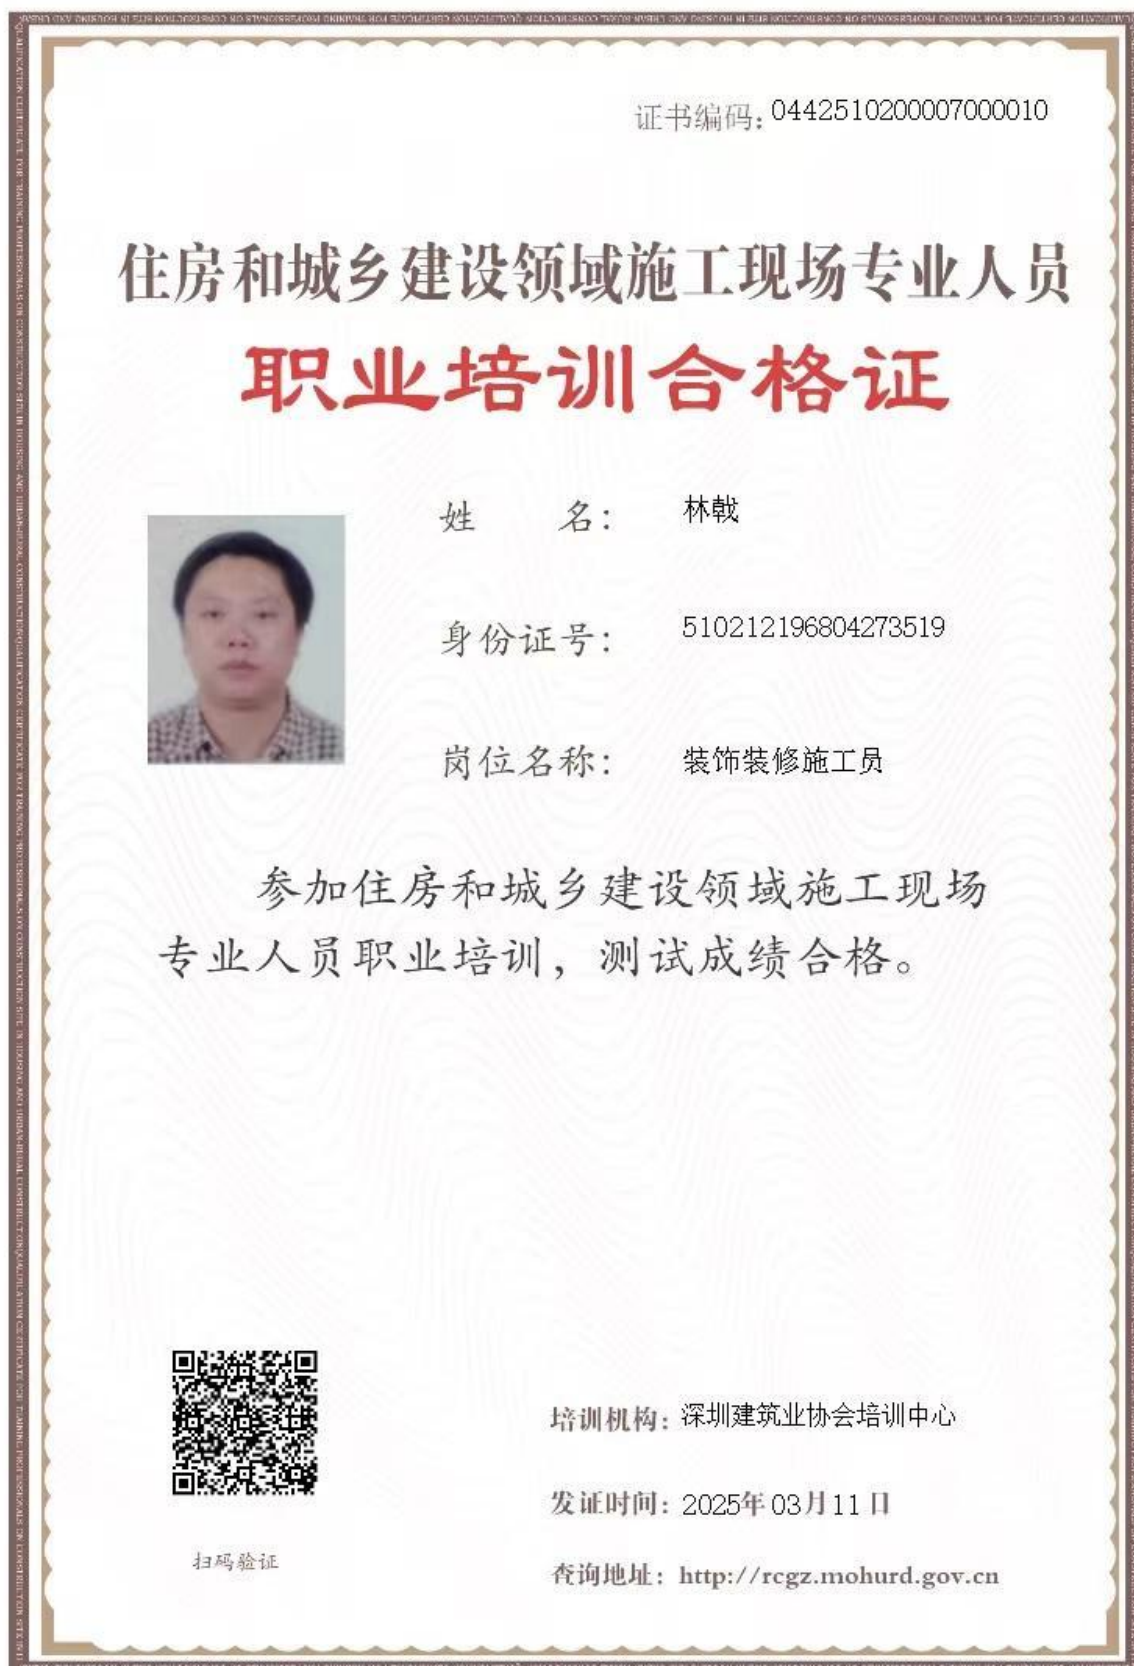 证书编码: 0442510200007000010
住房和城乡建设领域施工现场专业人员
职业培训合格证
姓 名: 林戟
身份证号: 510212196804273519
岗位名称: 装饰装修施工员
参加住房和城乡建设领域施工现场
专业人员职业培训，测试成绩合格。
培训机构: 深圳建筑业协会培训中心
发证时间: 2025年03月11日
扫码验证
查询地址: http://rcgz.mohurd.gov.cn